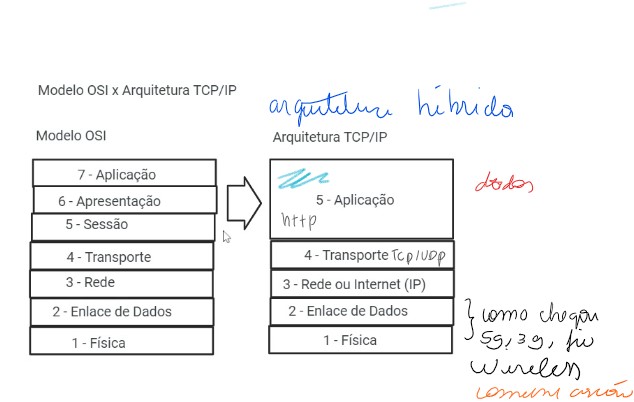 Modelo OSI x Arquitetura TCP/IP
arquitetura híbrida
Modelo OSI
Arquitetura TCP/IP
7 - Aplicação
6 - Apresentação
5 - Sessão
4 - Transporte
3 - Rede
2 - Enlace de Dados
1 - Física
5 - Aplicação
http
4 - Transporte TCP/UDP
3 - Rede ou Internet (IP)
2 - Enlace de Dados
1 - Física
dados
como chegou
5g, 3g, fio
Wireless